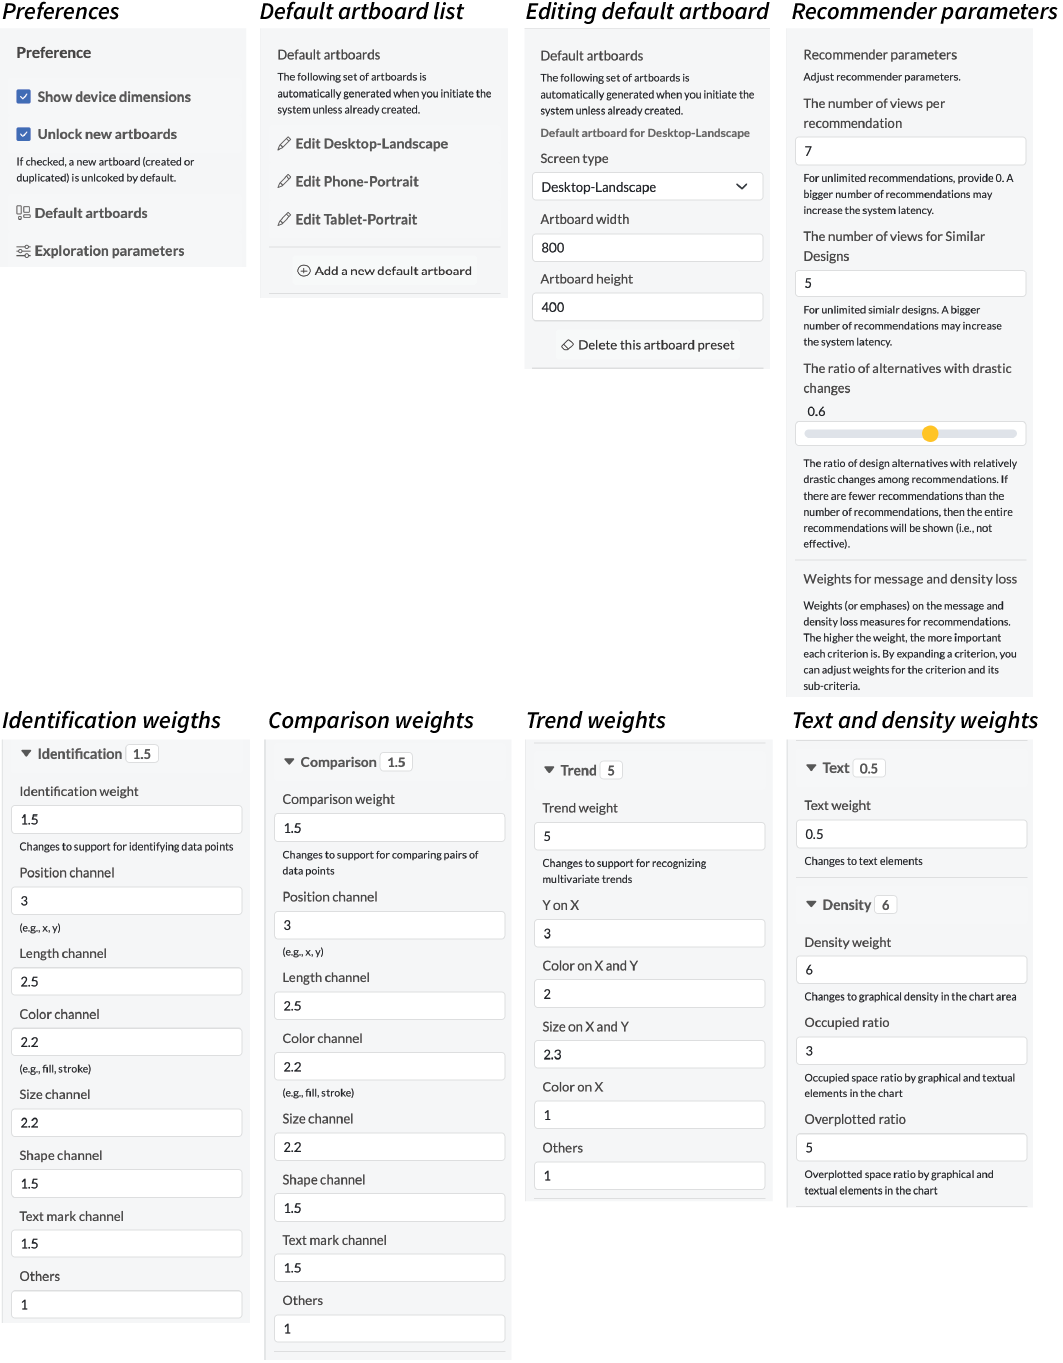 Preferences
Preference
Show device dimensions
Unlock new artboards
If checked, a new artboard (created or
duplicated) is unlcoked by default.
Default artboards
Exploration parameters
Default artboard list
Default artboards
The following set of artboards is
automatically generated when you initiate the
system unless already created.
Edit Desktop-Landscape
Edit Phone-Portrait
Edit Tablet-Portrait
Add a new default artboard
Editing default artboard
Default artboards
The following set of artboards is
automatically generated when you initiate the
system unless already created.
Default artboard for Desktop-Landscape
Screen type
Desktop-Landscape
Artboard width
800
Artboard height
400
Delete this artboard preset
Recommender parameters
Recommender parameters
Adjust recommender parameters.
The number of views per
recommendation
7
For unlimited recommendations, provide 0. A
bigger number of recommendations may
increase the system latency.
The number of views for Similar
Designs
5
For unlimited simialr designs. A bigger
number of recommendations may increase
the system latency.
The ratio of alternatives with drastic
changes
0.6
The ratio of design alternatives with relatively
drastic changes among recommendations. If
there are fewer recommendations than the
number of recommendations, then the entire
recommendations will be shown (i.e., not
effective).
Weights for message and density loss
Weights (or emphases) on the message and
density loss measures for recommendations.
The higher the weight, the more important
each criterion is. By expanding a criterion, you
can adjust weights for the criterion and its
sub-criteria.
Identification weigths
Identification 1.5
Identification weight
1.5
Changes to support for identifying data points
Position channel
3
(e.g., x, y)
Length channel
2.5
Color channel
2.2
(e.g., fill, stroke)
Size channel
2.2
Shape channel
1.5
Text mark channel
1.5
Others
1
Comparison weights
Comparison 1.5
Comparison weight
1.5
Changes to support for comparing pairs of
data points
Position channel
3
(e.g., x, y)
Length channel
2.5
Color channel
2.2
(e.g., fill, stroke)
Size channel
2.2
Shape channel
1.5
Text mark channel
1.5
Others
1
Trend weights
Trend 5
Trend weight
5
Changes to support for recognizing
multivariate trends
Y on X
3
Color on X and Y
2
Size on X and Y
2.3
Color on X
1
Others
1
Text and density weights
Text 0.5
Text weight
0.5
Changes to text elements
Density 6
Density weight
6
Changes to graphical density in the chart area
Occupied ratio
3
Occupied space ratio by graphical and textual
elements in the chart
Overplotted ratio
5
Overplotted space ratio by graphical and
textual elements in the chart